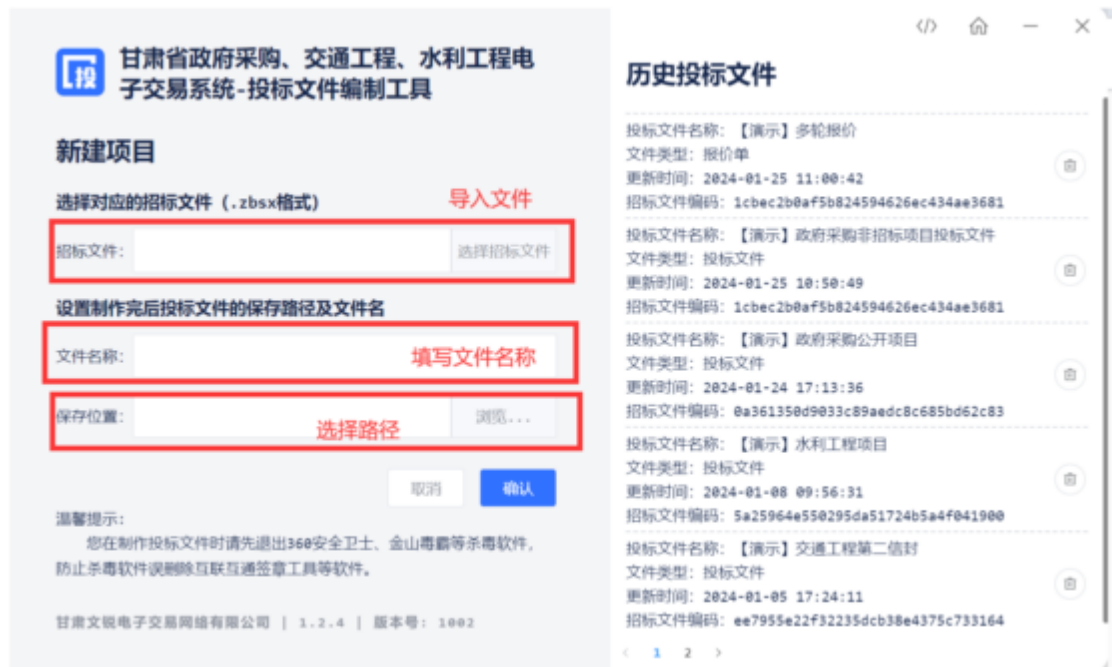 投
甘肃省政府采购、交通工程、水利工程电
子交易系统-投标文件编制工具
新建项目
选择对应的招标文件（.zbsx格式）
导入文件
招标文件：
选择招标文件
设置制作完后投标文件的保存路径及文件名
文件名称：
填写文件名称
保存位置：
选择路径
浏览...
取消
确认
温馨提示：
您在制作投标文件时请先退出360安全卫士、金山毒霸等杀毒软件，
防止杀毒软件误删除互联互通签章工具等软件。
甘肃文锐电子交易网络有限公司 | 1.2.4 | 版本号: 1002
</>
历史投标文件
投标文件名称：【演示】多轮报价
文件类型：报价单
更新时间：2024-01-25 11:00:42
招标文件编码：1cbec2b0af5b824594626ec434ae3681
投标文件名称：【演示】政府采购非招标项目投标文件
文件类型：投标文件
更新时间：2024-01-25 10:50:49
招标文件编码：1cbec2b0af5b824594626ec434ae3681
投标文件名称：【演示】政府采购公开项目
文件类型：投标文件
更新时间：2024-01-24 17:13:36
招标文件编码：0a361350d9033c89aedc8c685bd62c83
投标文件名称：【演示】水利工程项目
文件类型：投标文件
更新时间：2024-01-08 09:56:31
招标文件编码：5a25964e550295da51724b5a4f041900
投标文件名称：【演示】交通工程第二信封
文件类型：投标文件
更新时间：2024-01-05 17:24:11
招标文件编码：ee7955e22f32235dcb38e4375c733164
< 1 2 >